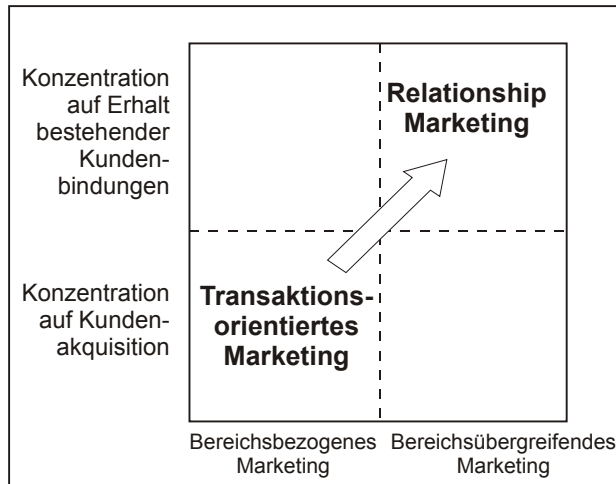 Konzentration
auf Erhalt
bestehender
Kunden-
bindungen
Relationship
Marketing
Konzentration
auf Kunden-
akquisition
Transaktions-
orientiertes
Marketing
Bereichsbezogenes
Marketing
Bereichsübergreifendes
Marketing